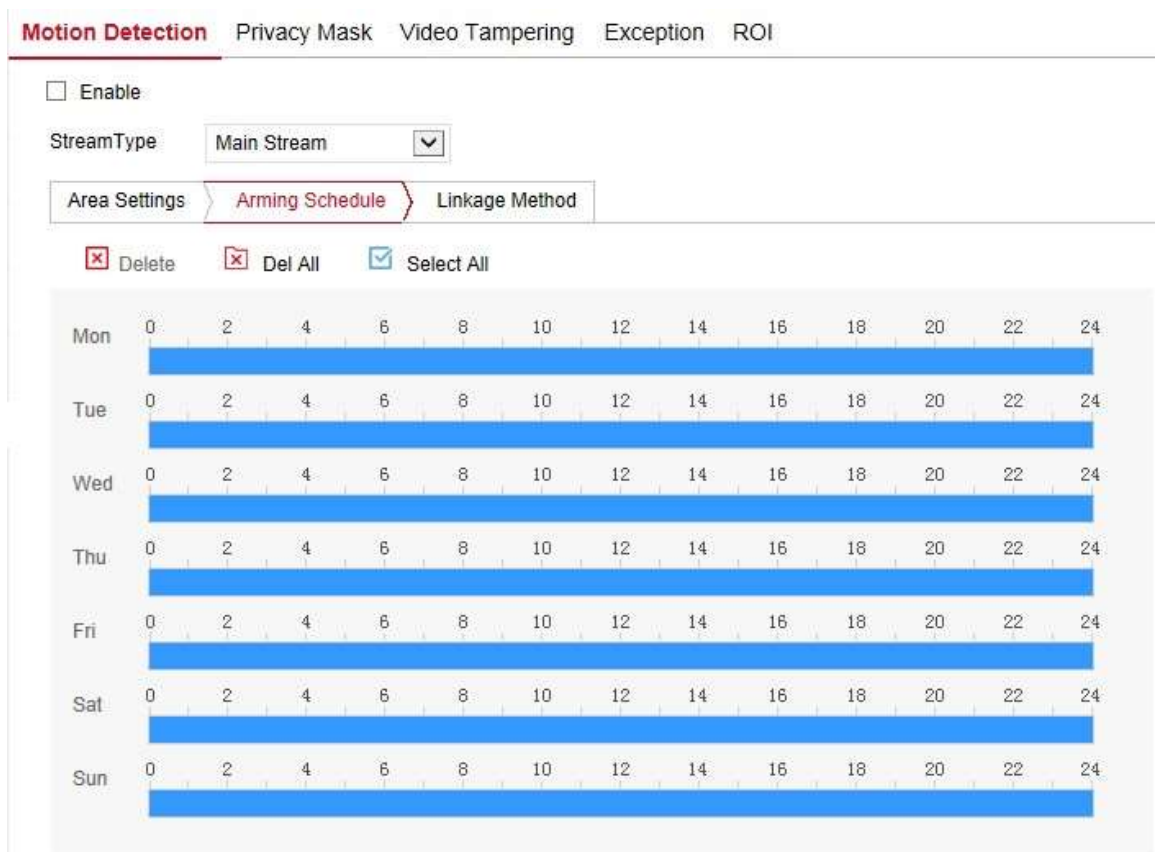 Motion Detection Privacy Mask Video Tampering Exception ROI
Enable
StreamType Main Stream
Area Settings Arming Schedule Linkage Method
Delete Del All Select All
Mon 0 2 4 6 8 10 12 14 16 18 20 22 24
Tue 0 2 4 6 8 10 12 14 16 18 20 22 24
Wed 0 2 4 6 8 10 12 14 16 18 20 22 24
Thu 0 2 4 6 8 10 12 14 16 18 20 22 24
Fri 0 2 4 6 8 10 12 14 16 18 20 22 24
Sat 0 2 4 6 8 10 12 14 16 18 20 22 24
Sun 0 2 4 6 8 10 12 14 16 18 20 22 24